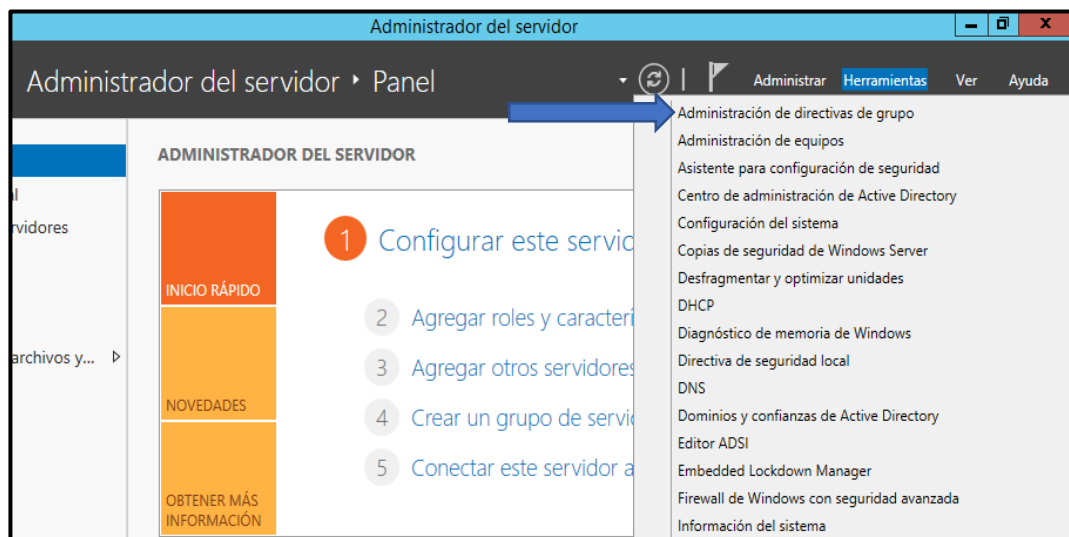 Administrador del servidor
Administrador del servidor ‣ Panel
Administrar Herramientas Ver Ayuda
ADMINISTRADOR DEL SERVIDOR
l
rvidores
archivos y...
INICIO RÁPIDO
NOVEDADES
OBTENER MÁS
INFORMACIÓN
1 Configurar este servid
2 Agregar roles y caracterí
3 Agregar otros servidores
4 Crear un grupo de servid
5 Conectar este servidor a
Administración de directivas de grupo
Administración de equipos
Asistente para configuración de seguridad
Centro de administración de Active Directory
Configuración del sistema
Copias de seguridad de Windows Server
Desfragmentar y optimizar unidades
DHCP
Diagnóstico de memoria de Windows
Directiva de seguridad local
DNS
Dominios y confianzas de Active Directory
Editor ADSI
Embedded Lockdown Manager
Firewall de Windows con seguridad avanzada
Información del sistema